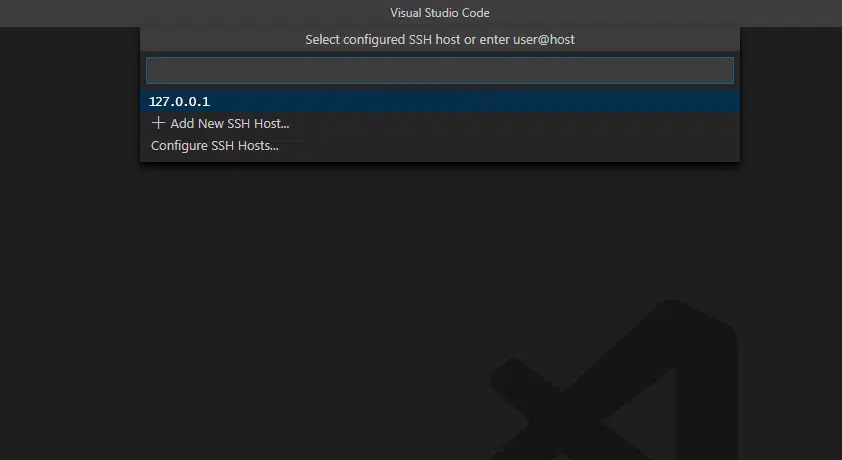 Visual Studio Code
Select configured SSH host or enter user@host
127.0.0.1
+ Add New SSH Host...
Configure SSH Hosts...